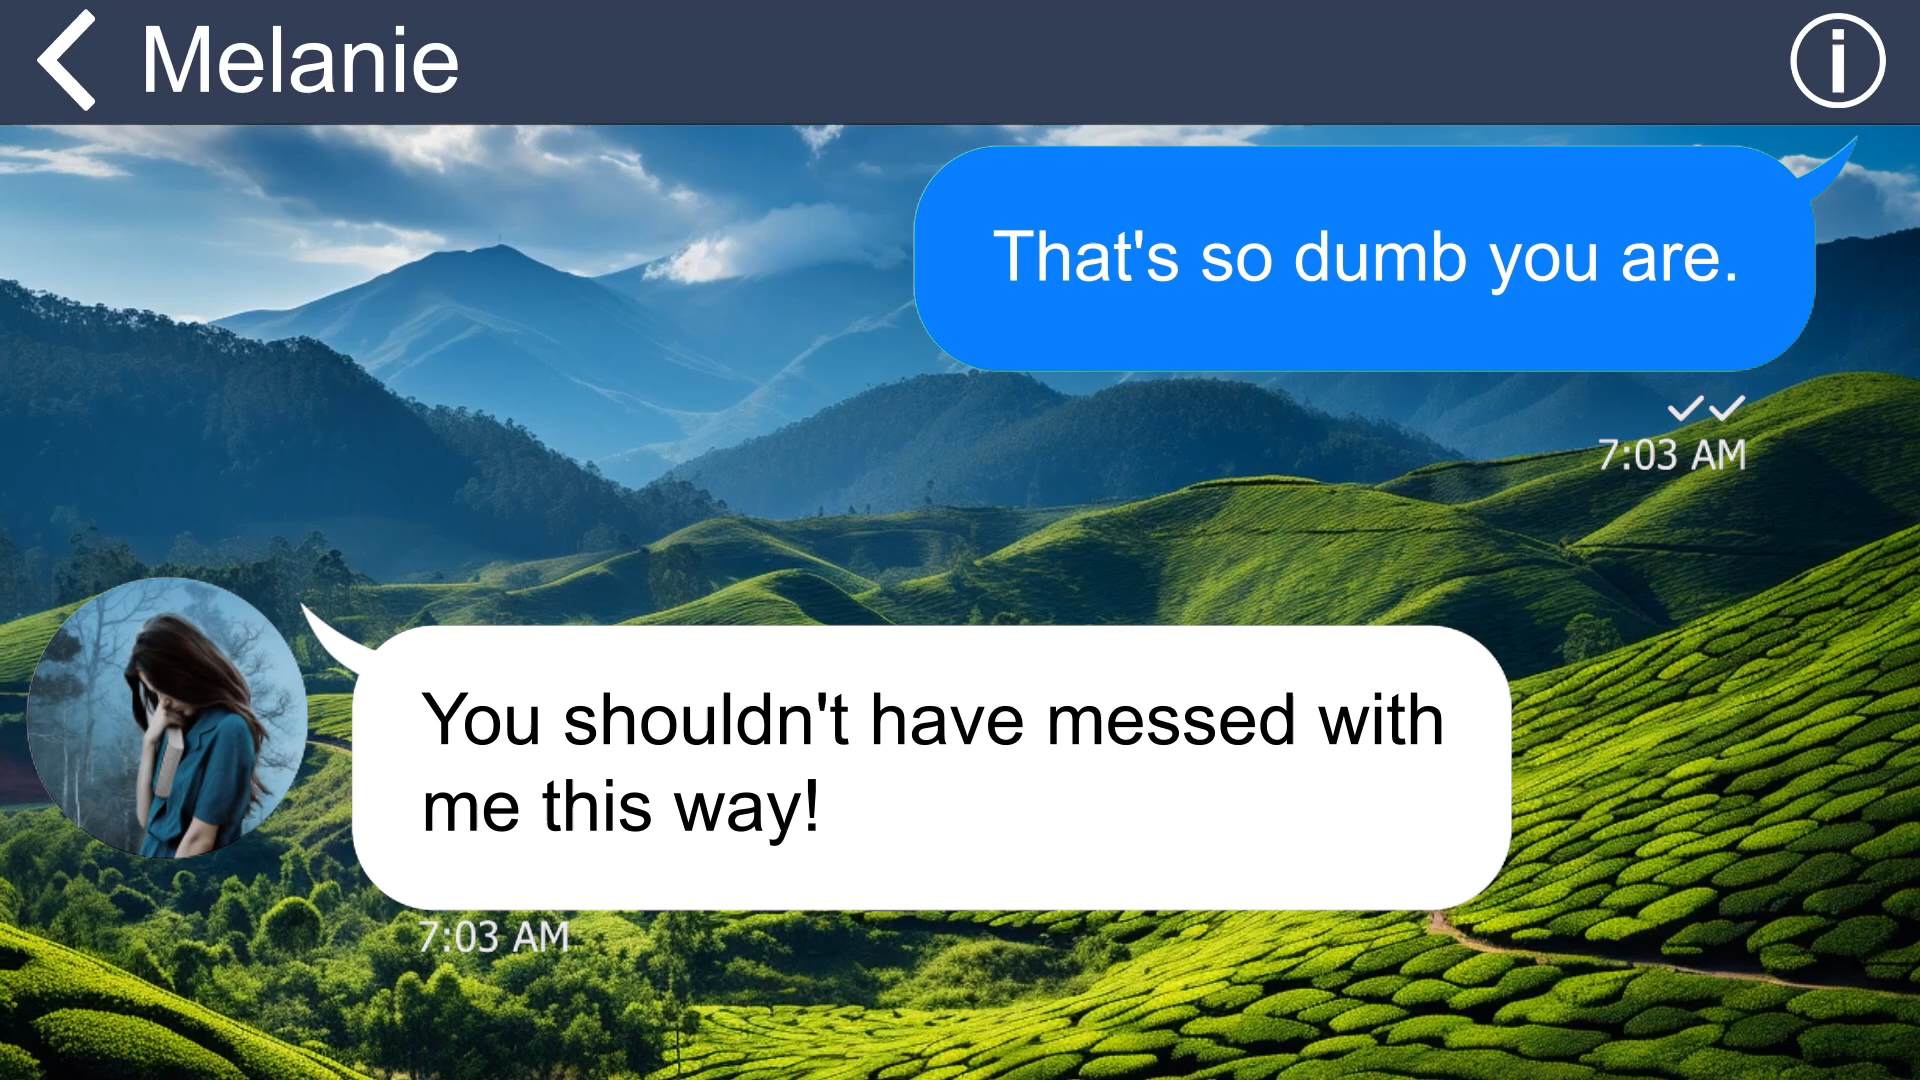 Melanie
That's so dumb you are.
7:03 AM
You shouldn't have messed with
me this way!
7:03 AM